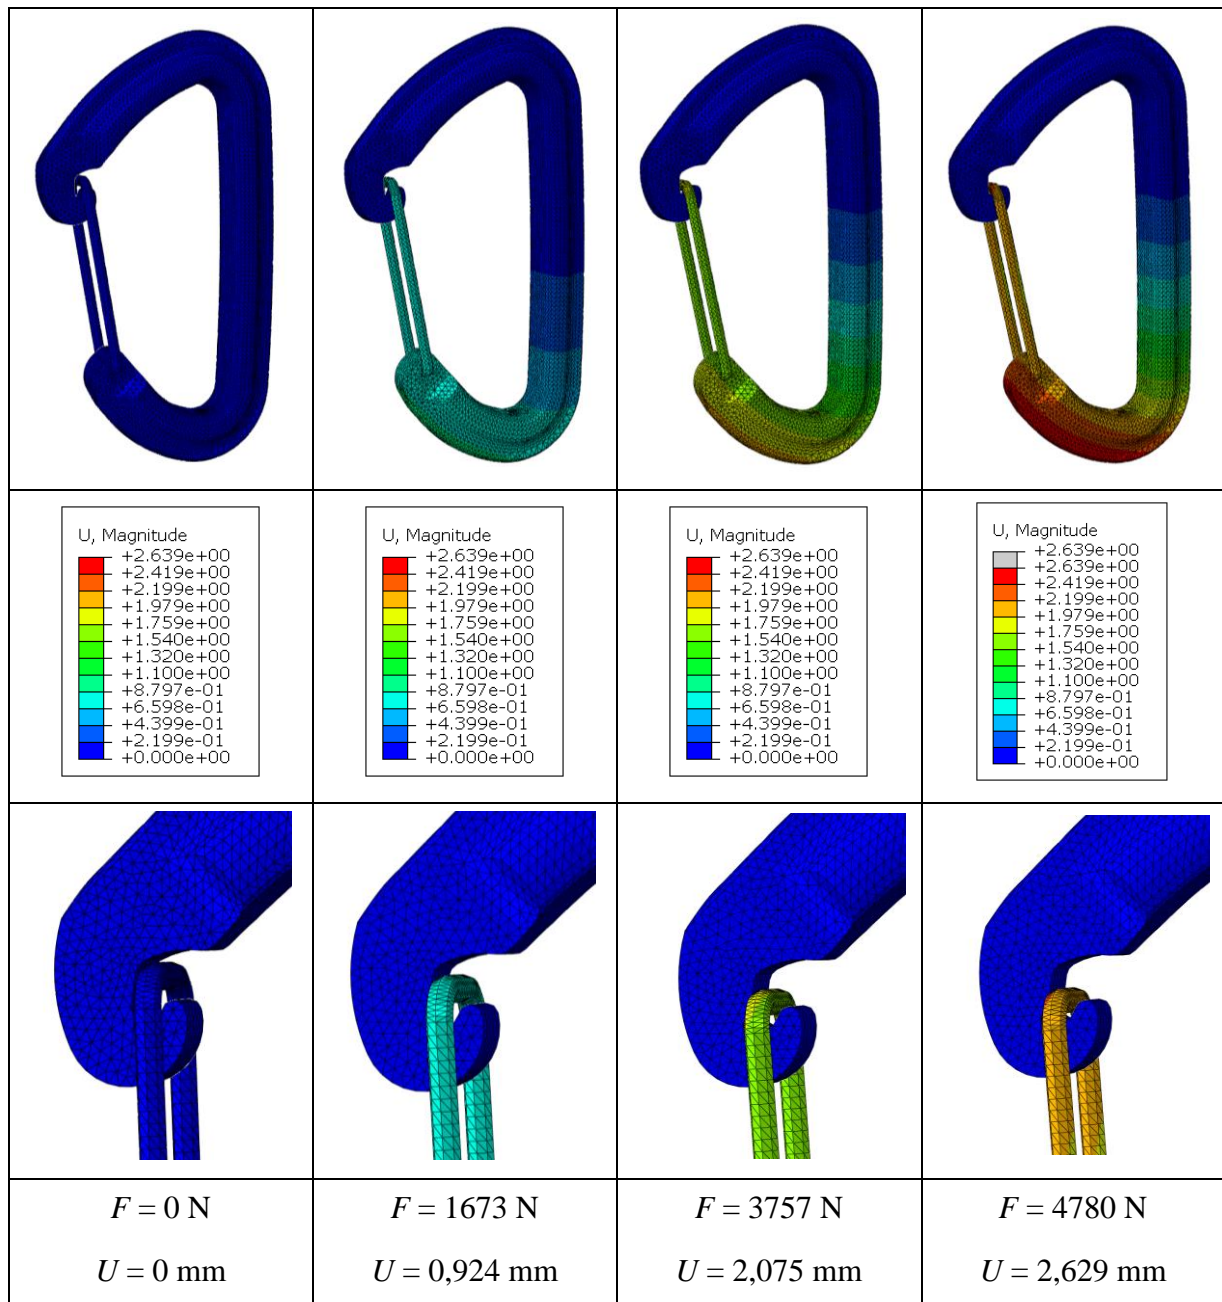 U, Magnitude
+2.639e+00
+2.419e+00
+2.199e+00
+1.979e+00
+1.759e+00
+1.540e+00
+1.320e+00
+1.100e+00
+8.797e-01
+6.598e-01
+4.399e-01
+2.199e-01
+0.000e+00
U, Magnitude
+2.639e+00
+2.419e+00
+2.199e+00
+1.979e+00
+1.759e+00
+1.540e+00
+1.320e+00
+1.100e+00
+8.797e-01
+6.598e-01
+4.399e-01
+2.199e-01
+0.000e+00
U, Magnitude
+2.639e+00
+2.419e+00
+2.199e+00
+1.979e+00
+1.759e+00
+1.540e+00
+1.320e+00
+1.100e+00
+8.797e-01
+6.598e-01
+4.399e-01
+2.199e-01
+0.000e+00
U, Magnitude
+2.639e+00
+2.639e+00
+2.419e+00
+2.199e+00
+1.979e+00
+1.759e+00
+1.540e+00
+1.320e+00
+1.100e+00
+8.797e-01
+6.598e-01
+4.399e-01
+2.199e-01
+0.000e+00
F = 0 N
U = 0 mm
F = 1673 N
U = 0,924 mm
F = 3757 N
U = 2,075 mm
F = 4780 N
U = 2,629 mm